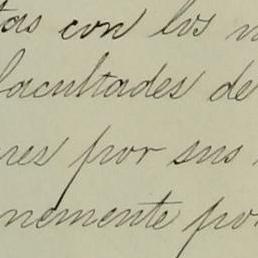 tas con los
facultades de
res por sus
nemente po